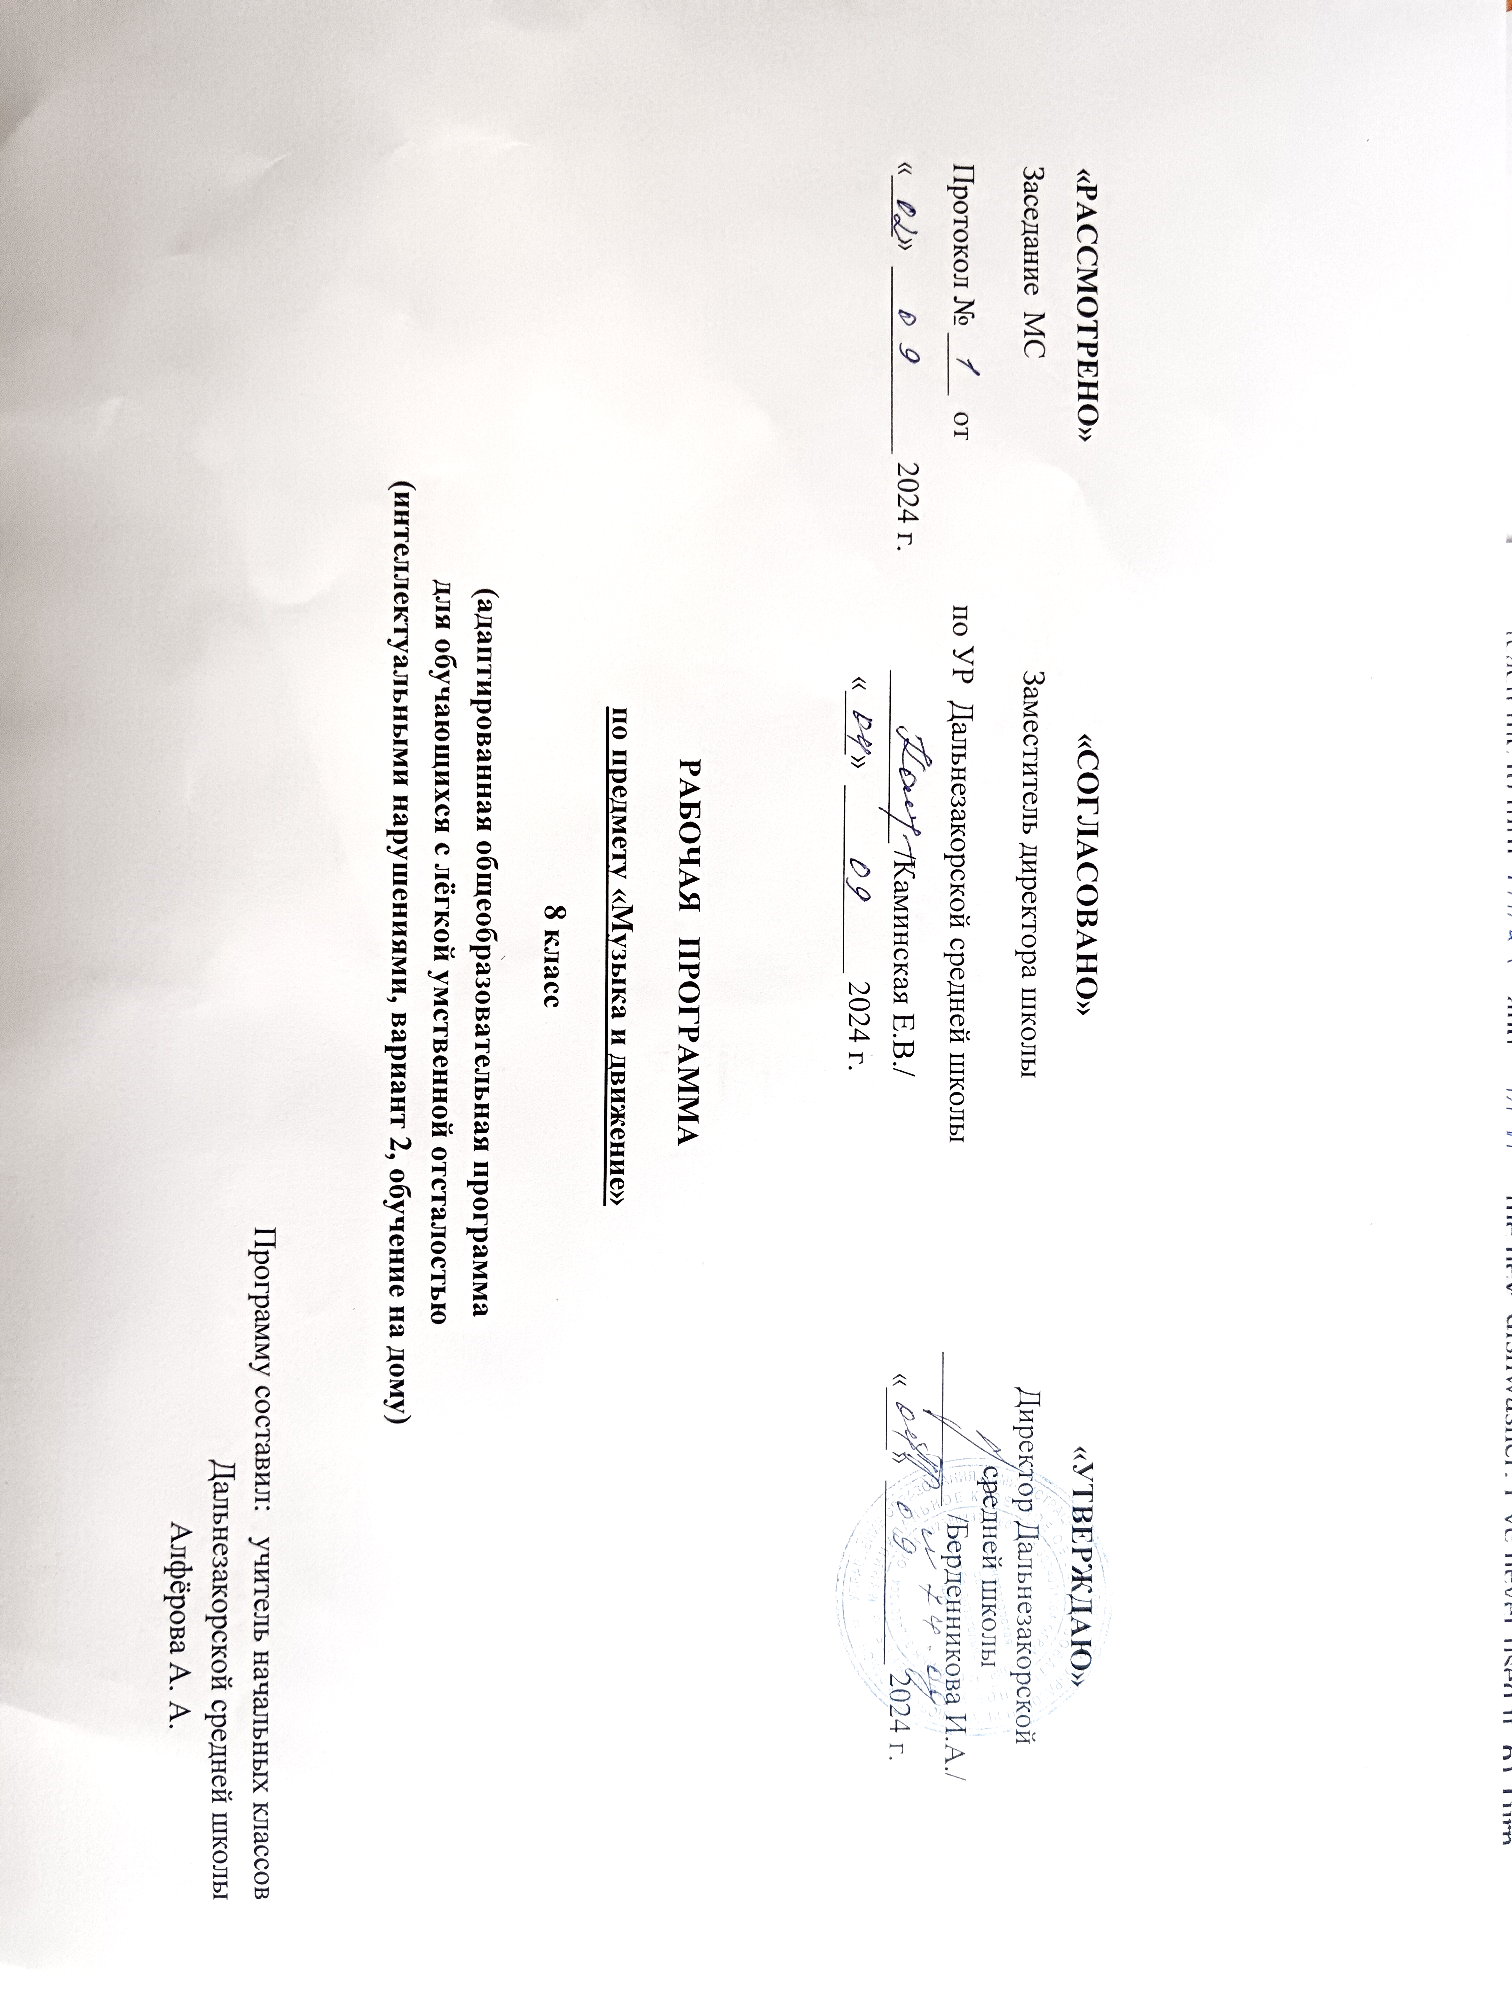 «РАССМОТРЕНО»
Заседание МС
Протокол № 1 от
« 02» 09 2024 г.
«СОГЛАСОВАНО»
Заместитель директора школы
по УР Дальнезакорской средней школы
/Каминская Е.В./
« 04» 09 2024 г.
«УТВЕРЖДАЮ»
Директор Дальнезакорской
средней школы
/Берденникова И.А./
« » 09 2024 г.
РАБОЧАЯ ПРОГРАММА
по предмету «Музыка и движение»
8 класс
(адаптированная общеобразовательная программа
для обучающихся с лёгкой умственной отсталостью
(интеллектуальными нарушениями, вариант 2, обучение на дому)
Программу составил: учитель начальных классов
Дальнезакорской средней школы
Алфёрова А. А.